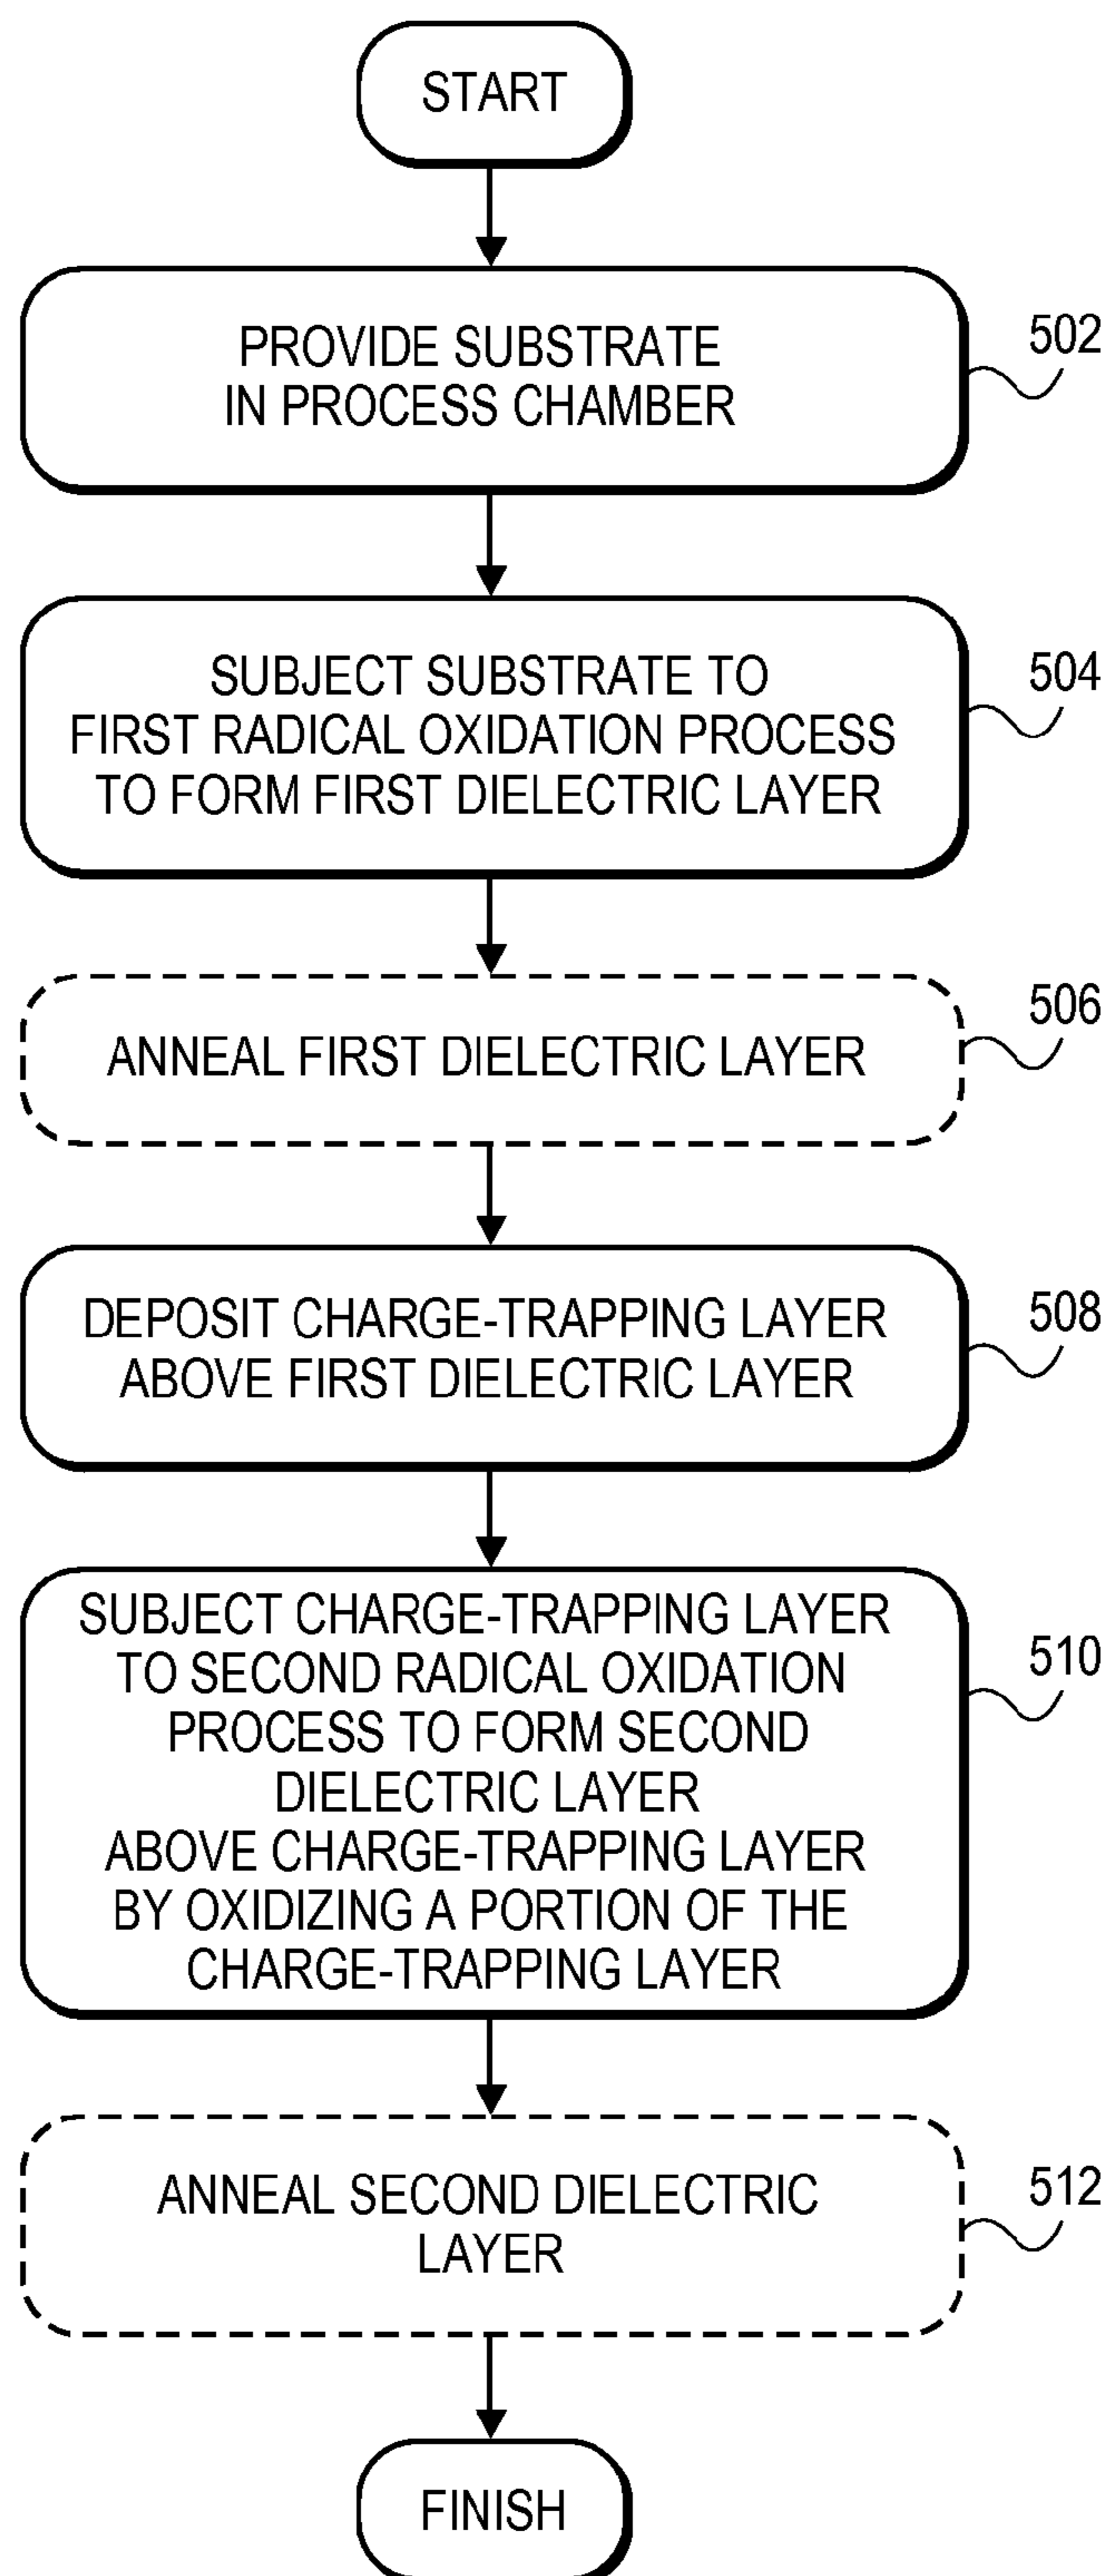 START
PROVIDE SUBSTRATE
IN PROCESS CHAMBER
502
SUBJECT SUBSTRATE TO
FIRST RADICAL OXIDATION PROCESS
TO FORM FIRST DIELECTRIC LAYER
504
ANNEAL FIRST DIELECTRIC LAYER
506
DEPOSIT CHARGE-TRAPPING LAYER
ABOVE FIRST DIELECTRIC LAYER
508
SUBJECT CHARGE-TRAPPING LAYER
TO SECOND RADICAL OXIDATION
PROCESS TO FORM SECOND
DIELECTRIC LAYER
ABOVE CHARGE-TRAPPING LAYER
BY OXIDIZING A PORTION OF THE
CHARGE-TRAPPING LAYER
510
ANNEAL SECOND DIELECTRIC
LAYER
512
FINISH